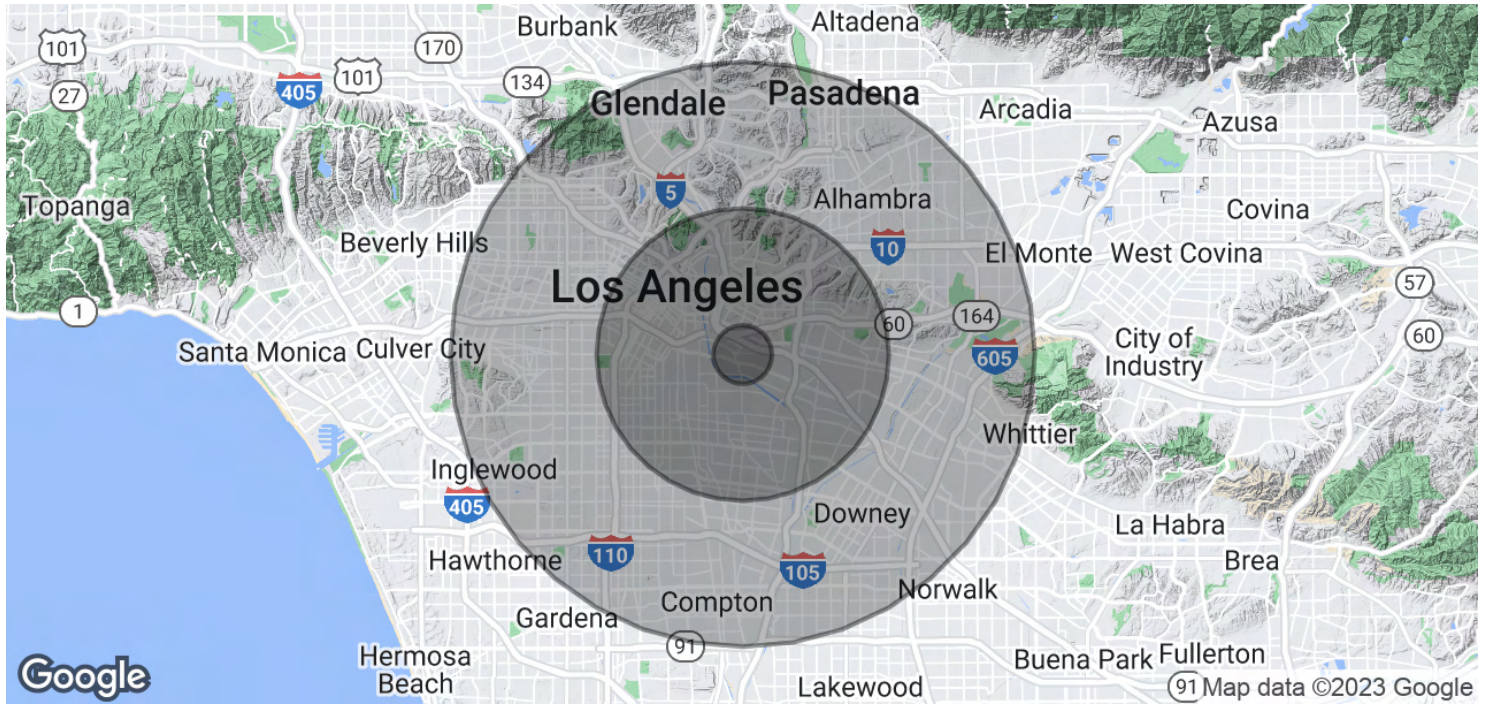 Burbank
Altadena
101
170
101
134
405
27
Glendale
Pasadena
Arcadia
Azusa
5
Topanga
Alhambra
Covina
Beverly Hills
10
El Monte
West Covina
Los Angeles
57
1
60
164
60
Santa Monica
Culver City
605
City of
Industry
Whittier
Inglewood
405
Downey
La Habra
Hawthorne
110
105
Brea
Norwalk
Compton
Gardena
91
Hermosa
Beach
Buena Park
Fullerton
Google
Lakewood
91
Map data ©2023 Google